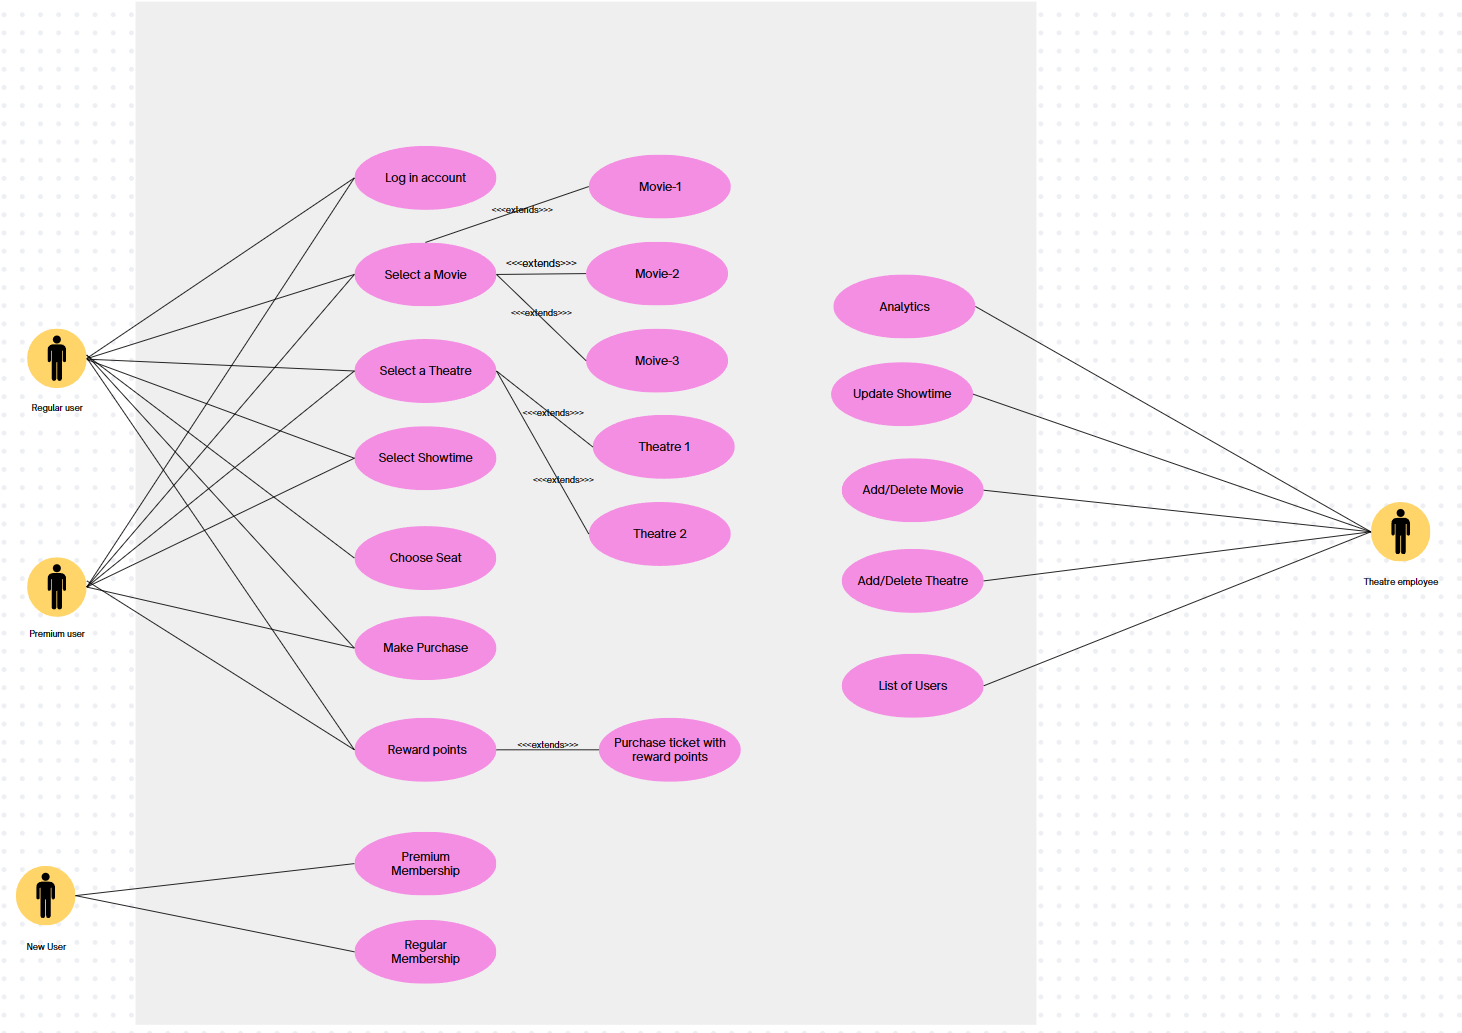 Log in account
Movie-1
<<<extends>>>
Select a Movie
<<<extends>>>
Movie-2
Analytics
<<<extends>>>
Moive-3
Select a Theatre
Update Showtime
Regular user
<<<extends>>>
Theatre 1
Select Showtime
<<<extends>>>
Add/Delete Movie
Theatre 2
Choose Seat
Add/Delete Theatre
Theatre employee
Premium user
Make Purchase
List of Users
Reward points
<<<extends>>>
Purchase ticket with
reward points
Premium
Membership
New User
Regular
Membership